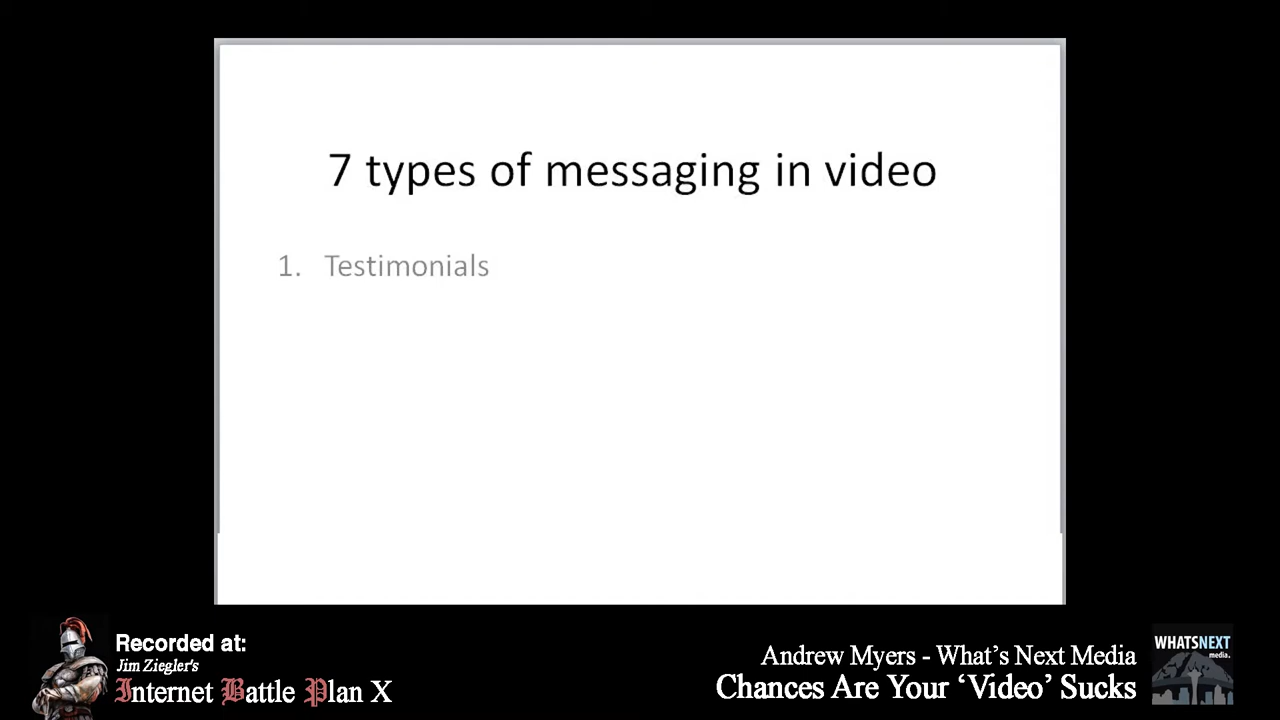 7 types of messaging in video
1. Testimonials
Recorded at:
Jim Ziegler's
Internet Battle Plan X
Andrew Myers - What's Next Media
Chances Are Your ‘Video’ Sucks
WHATSNEXT
media.